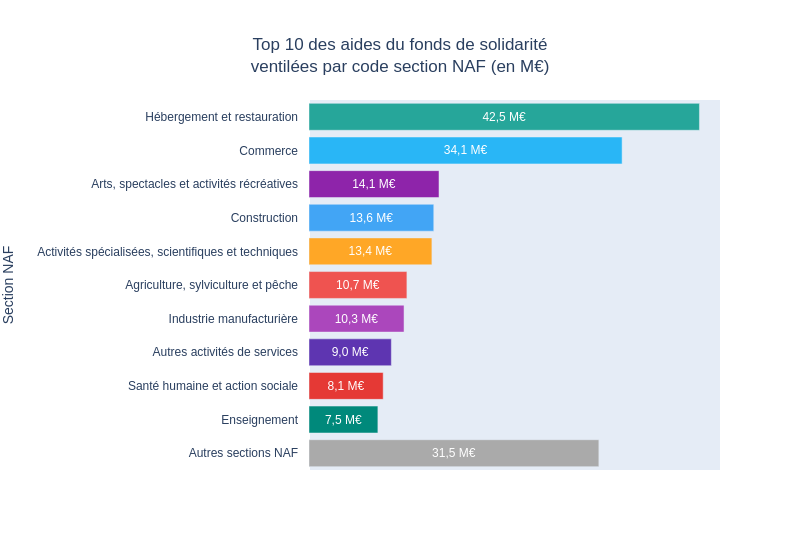 Top 10 des aides du fonds de solidarité
ventilées par code section NAF (en M€)
Section NAF
Hébergement et restauration 42,5 M€
Commerce 34,1 M€
Arts, spectacles et activités récréatives 14,1 M€
Construction 13,6 M€
Activités spécialisées, scientifiques et techniques 13,4 M€
Agriculture, sylviculture et pêche 10,7 M€
Industrie manufacturière 10,3 M€
Autres activités de services 9,0 M€
Santé humaine et action sociale 8,1 M€
Enseignement 7,5 M€
Autres sections NAF 31,5 M€